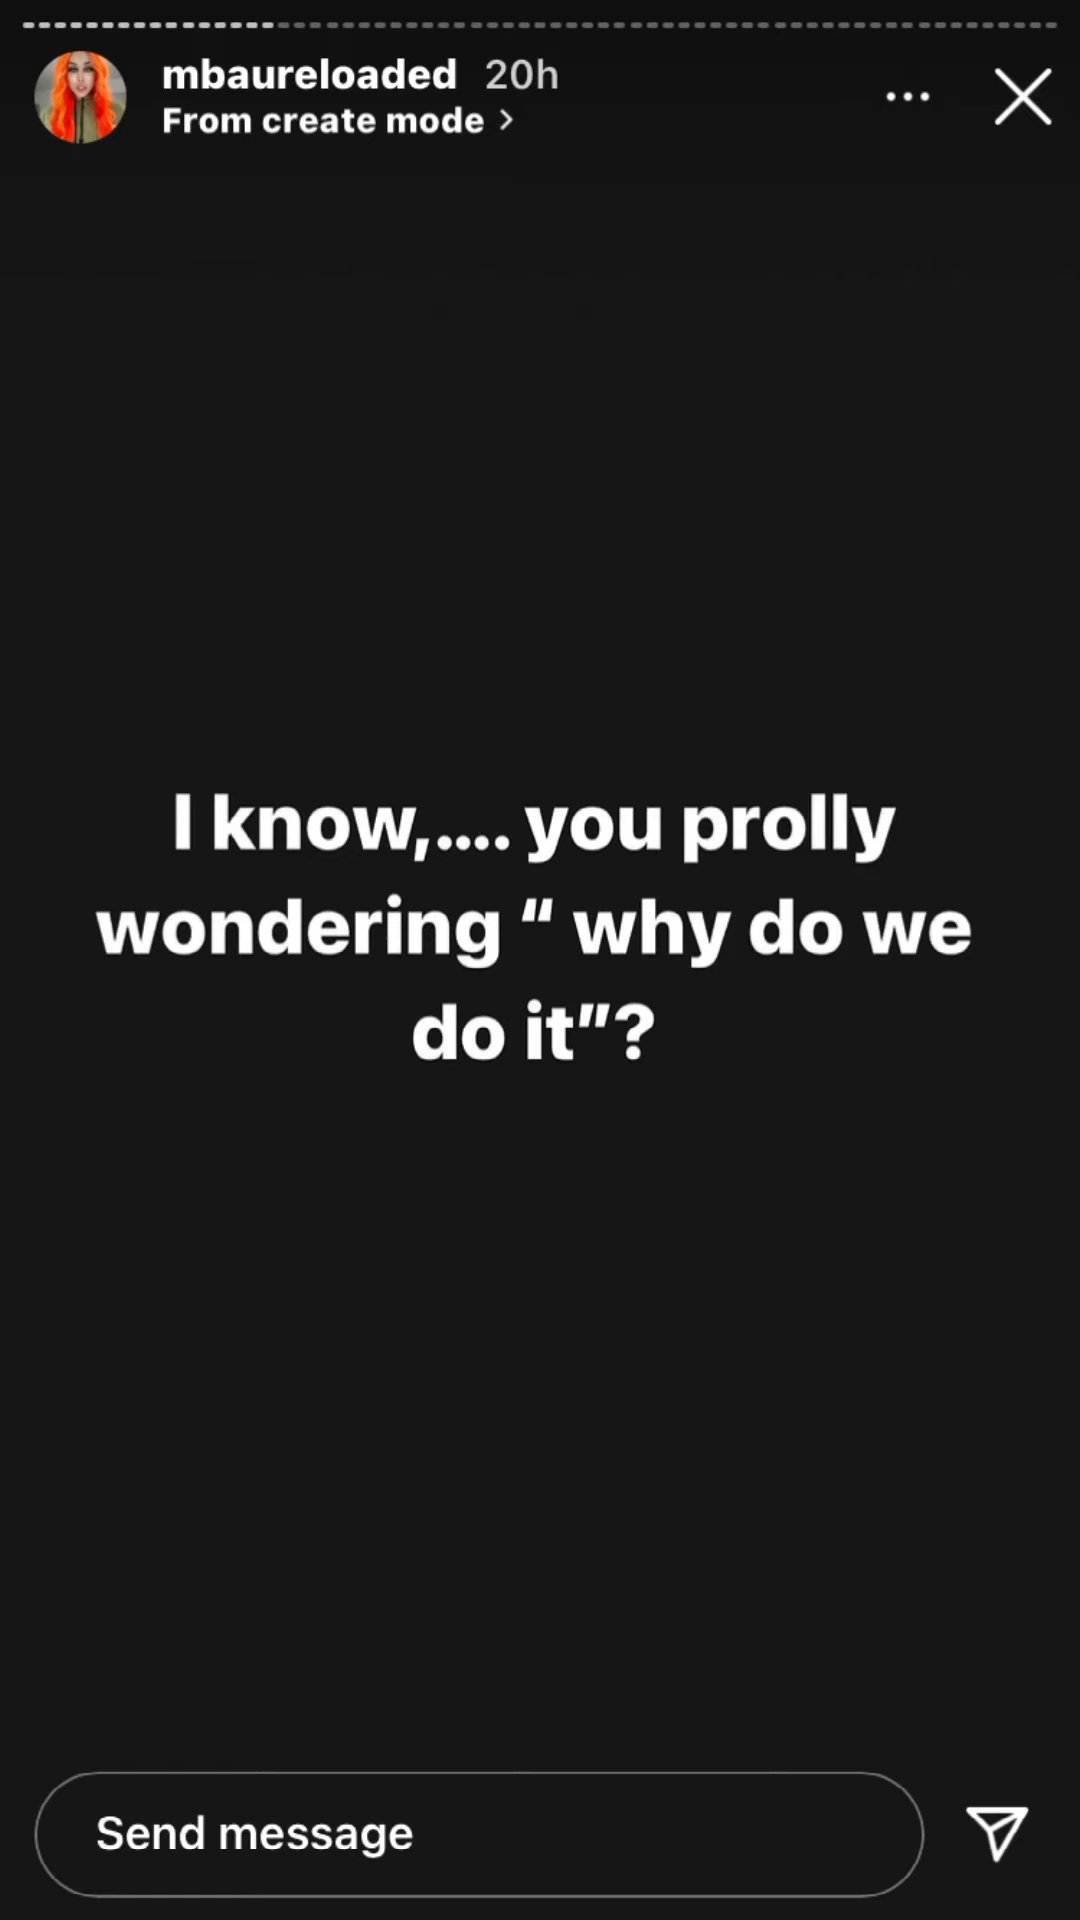 mbaureloaded 20h
From create mode >
I know,.... you prolly
wondering “ why do we
do it”?
Send message